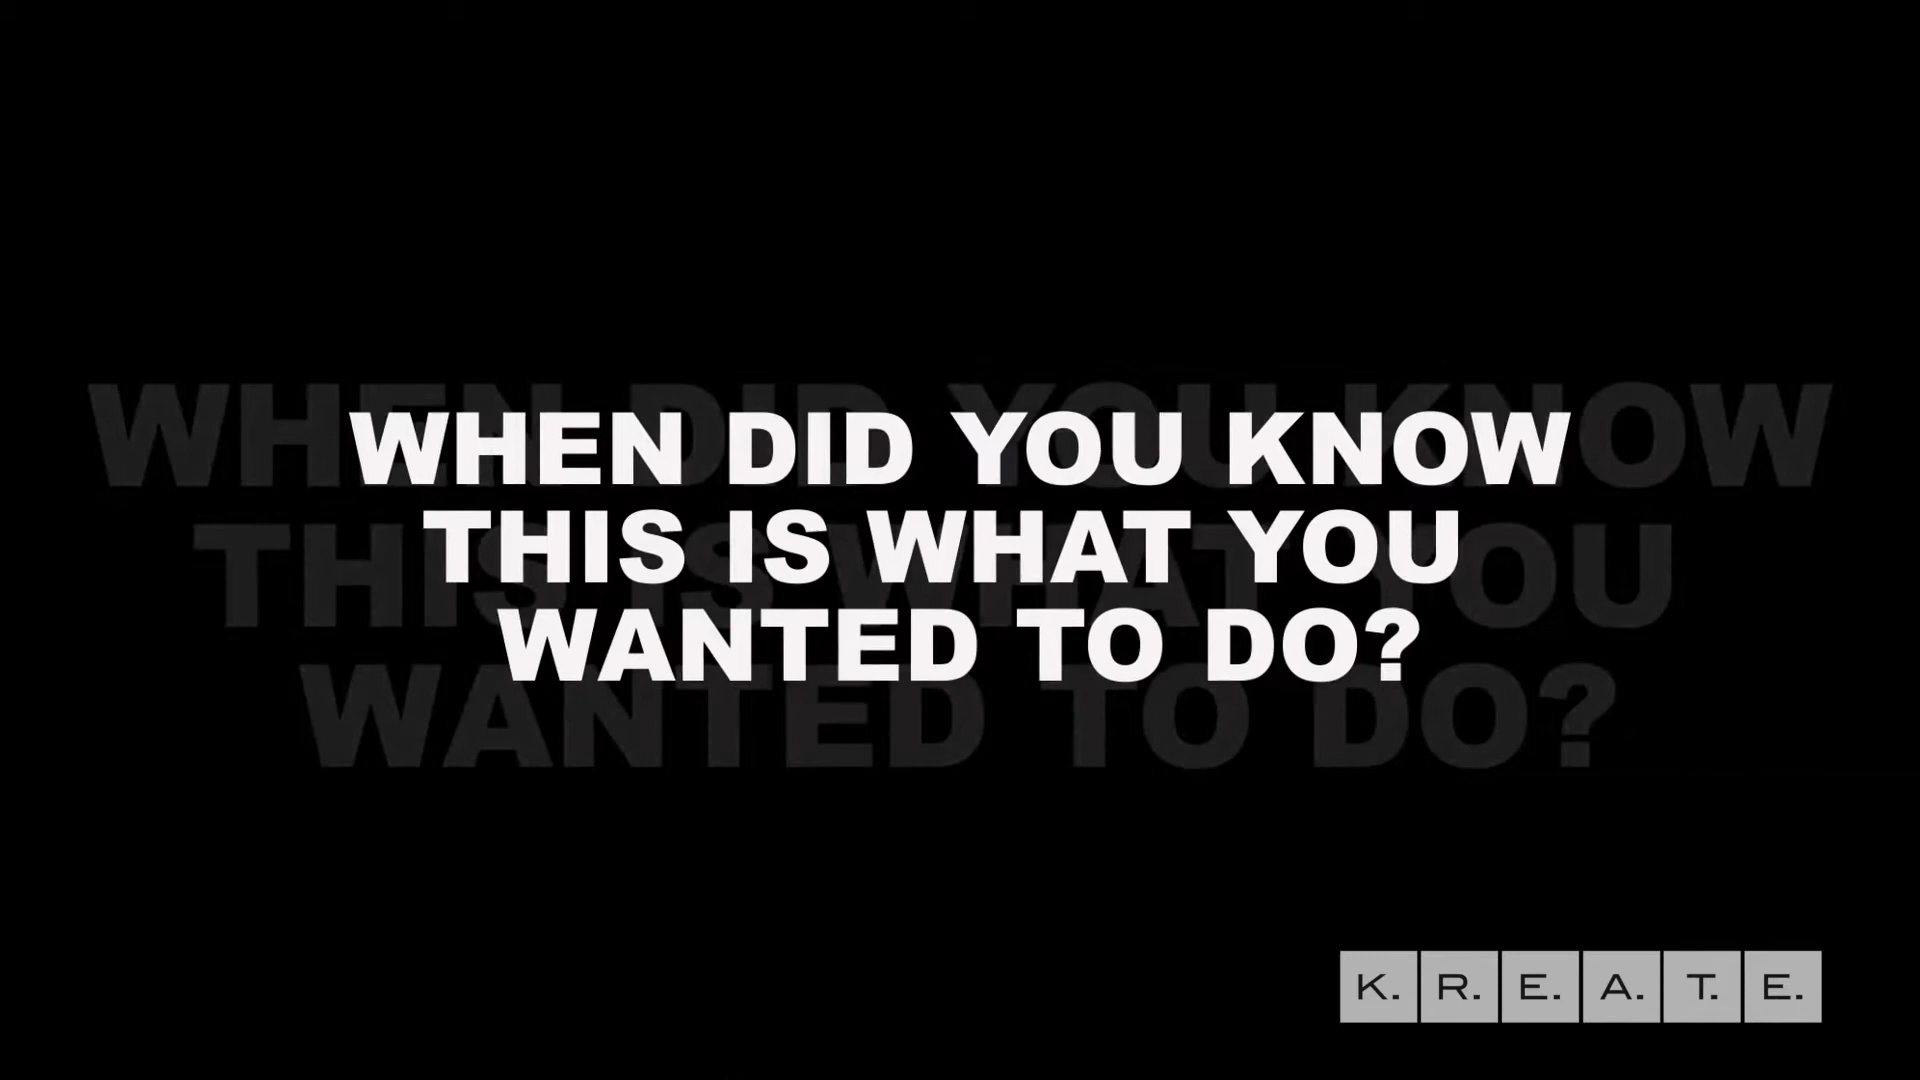 WHEN DID YOU KNOW
THIS IS WHAT YOU
WANTED TO DO?
K.R.E.A.T.E.